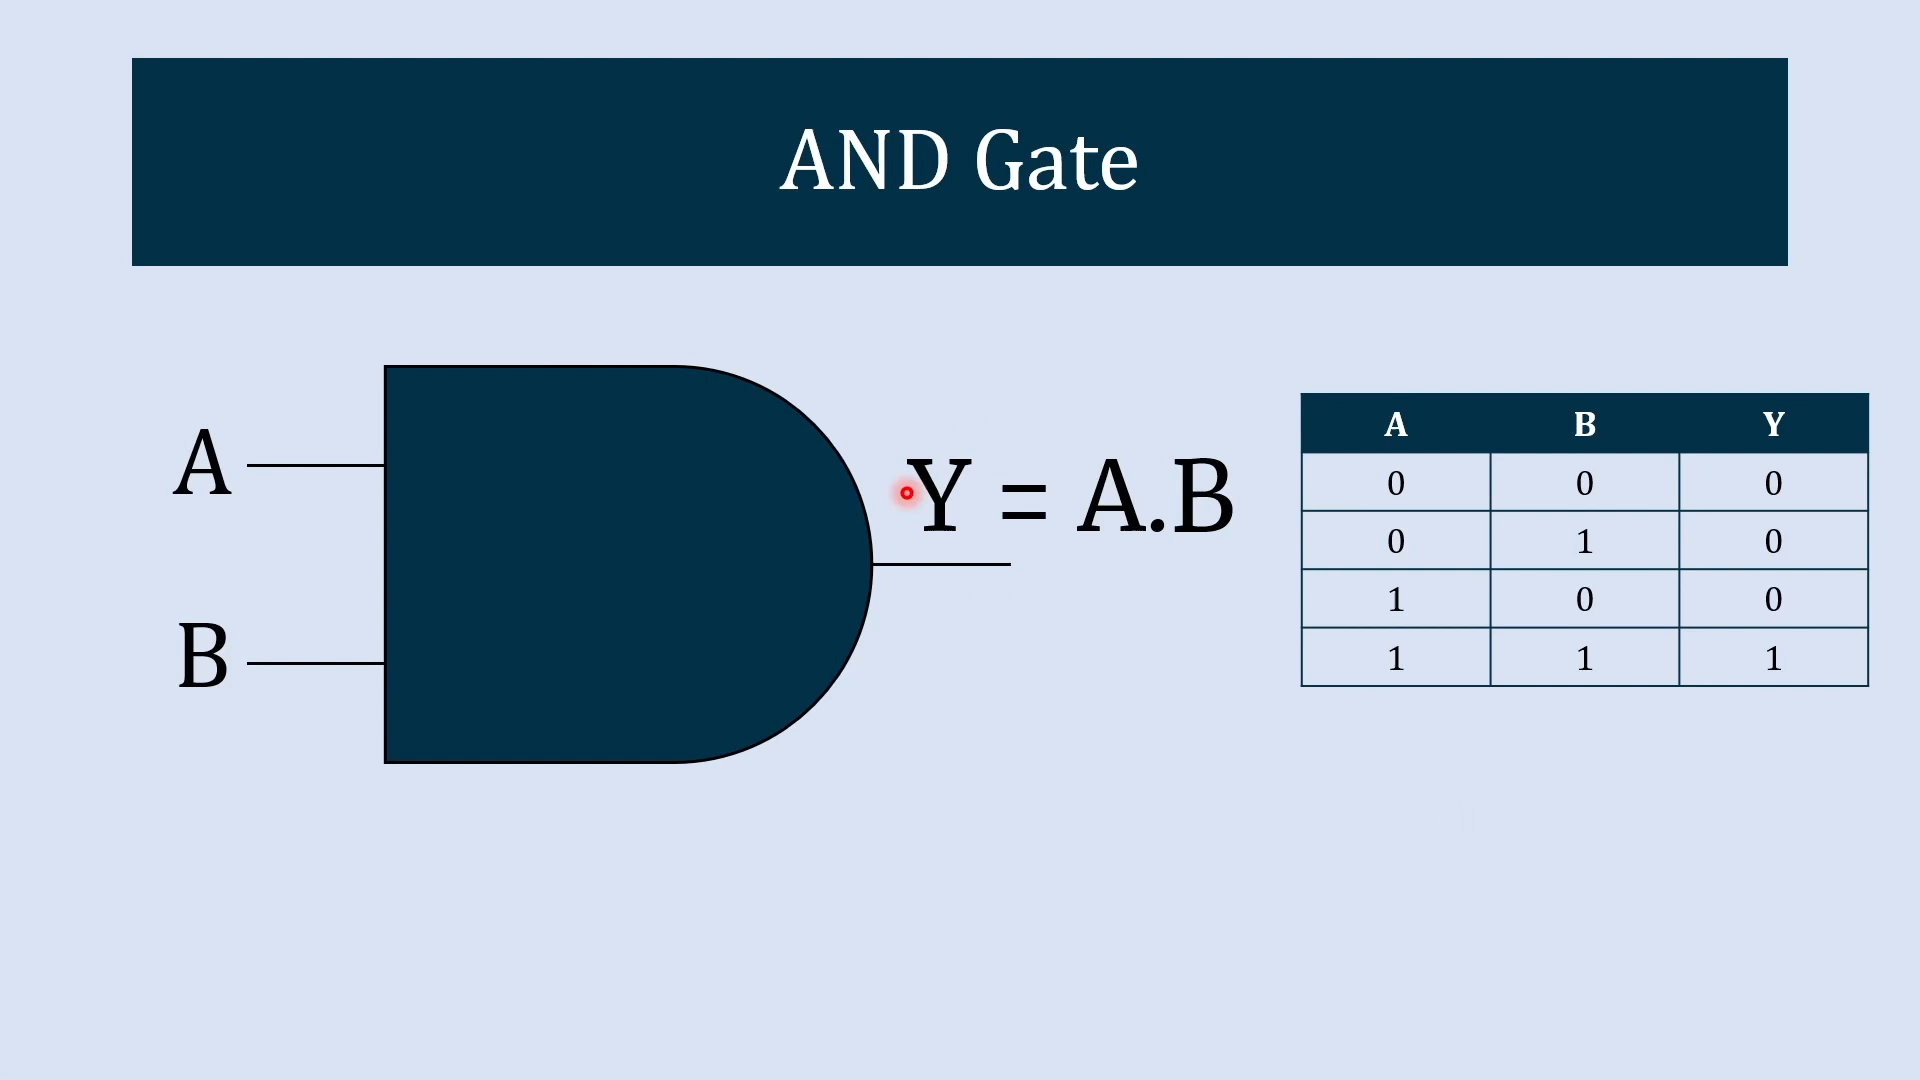 AND Gate
A
B
Y = A.B
A B Y
0 0 0
0 1 0
1 0 0
1 1 1